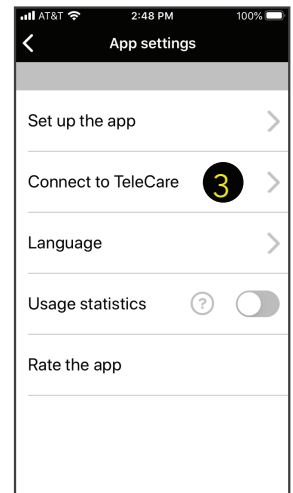 AT&T 2:48 PM 100%
App settings
Set up the app
Connect to TeleCare 3
Language
Usage statistics ?
Rate the app